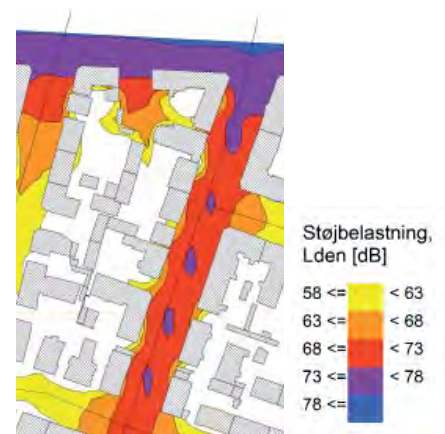 Støjbelastning,
Lden [dB]
58 <= < 63
63 <= < 68
68 <= < 73
73 <= < 78
78 <=